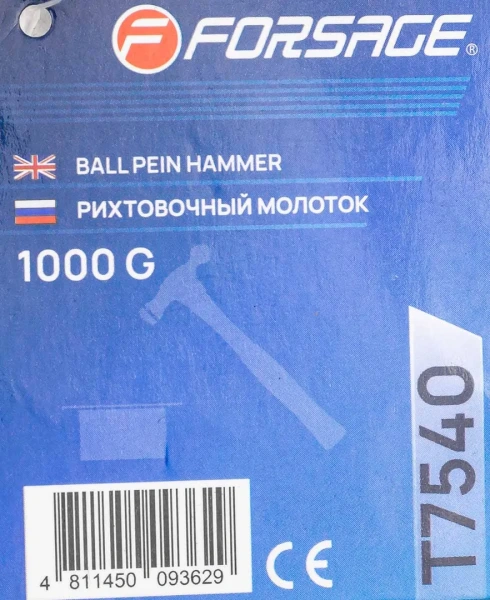 F FORSAGE®
BALL PEIN HAMMER
РИХТОВОЧНЫЙ МОЛОТОК
1000 G
T7540
4 811450 093629
CE